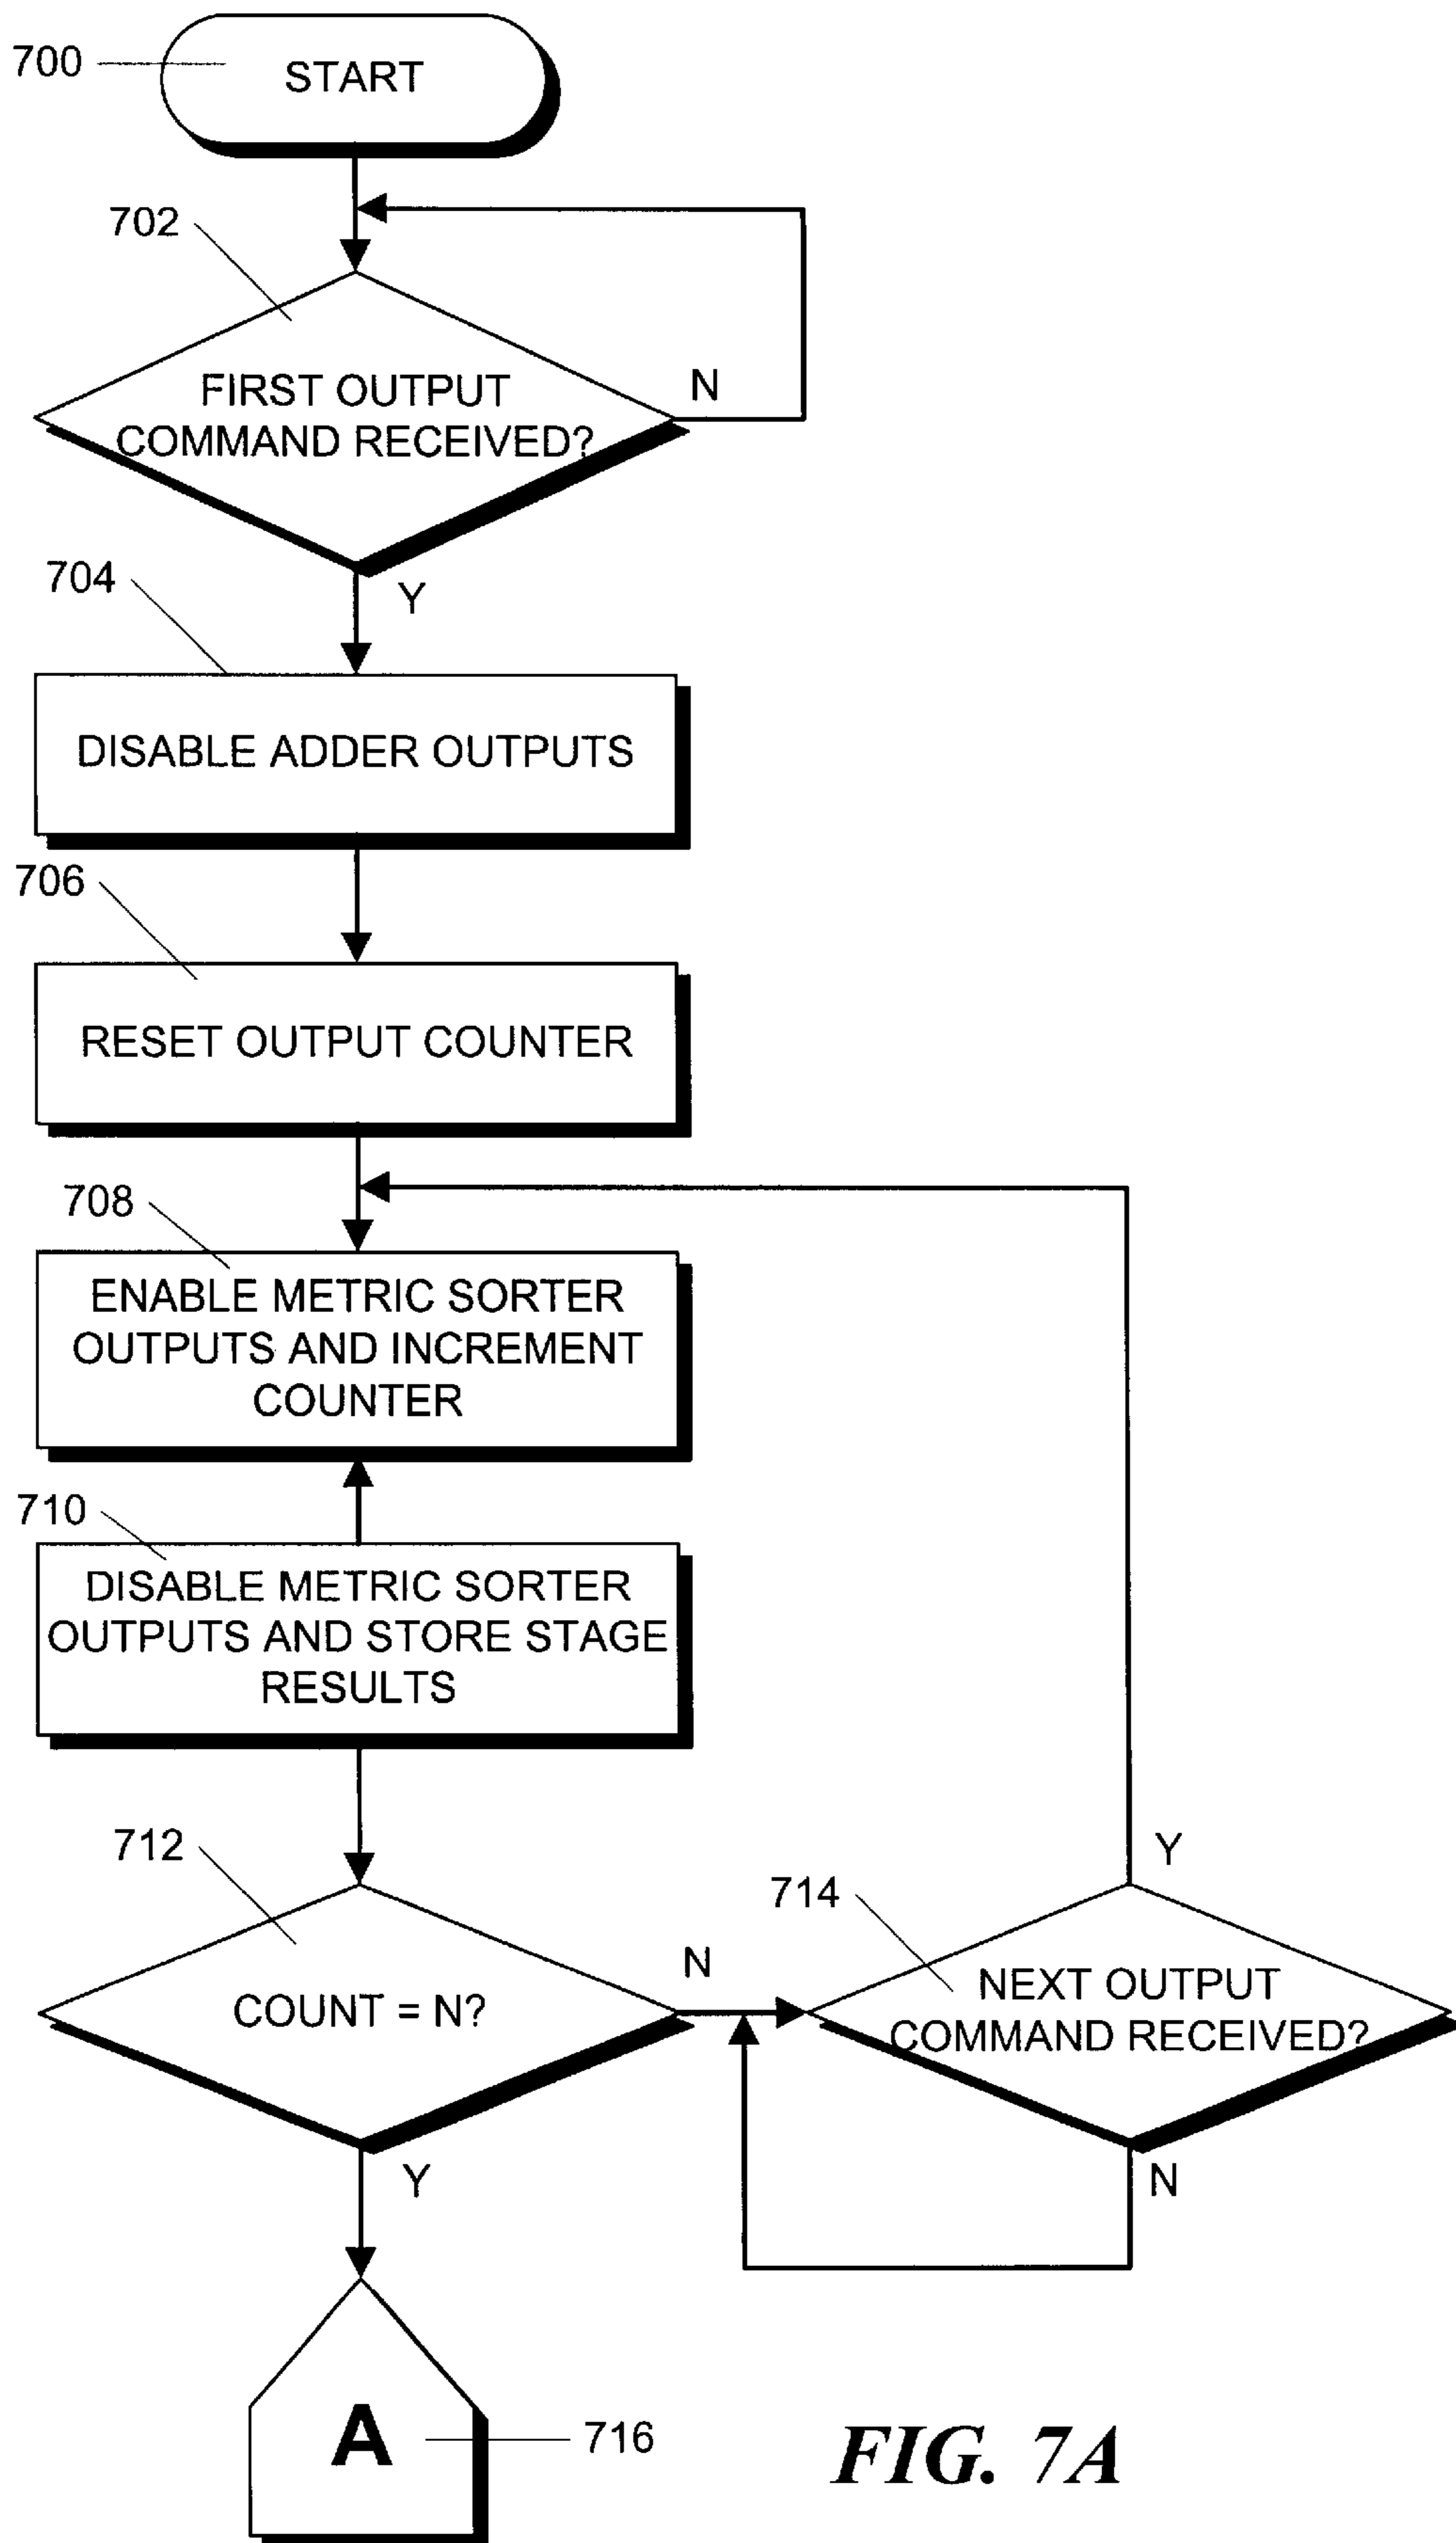 700
START
702
FIRST OUTPUT
COMMAND RECEIVED?
N
Y
704
DISABLE ADDER OUTPUTS
706
RESET OUTPUT COUNTER
708
ENABLE METRIC SORTER
OUTPUTS AND INCREMENT
COUNTER
710
DISABLE METRIC SORTER
OUTPUTS AND STORE STAGE
RESULTS
712
COUNT = N?
N
Y
714
NEXT OUTPUT
COMMAND RECEIVED?
Y
N
A
716
FIG. 7A